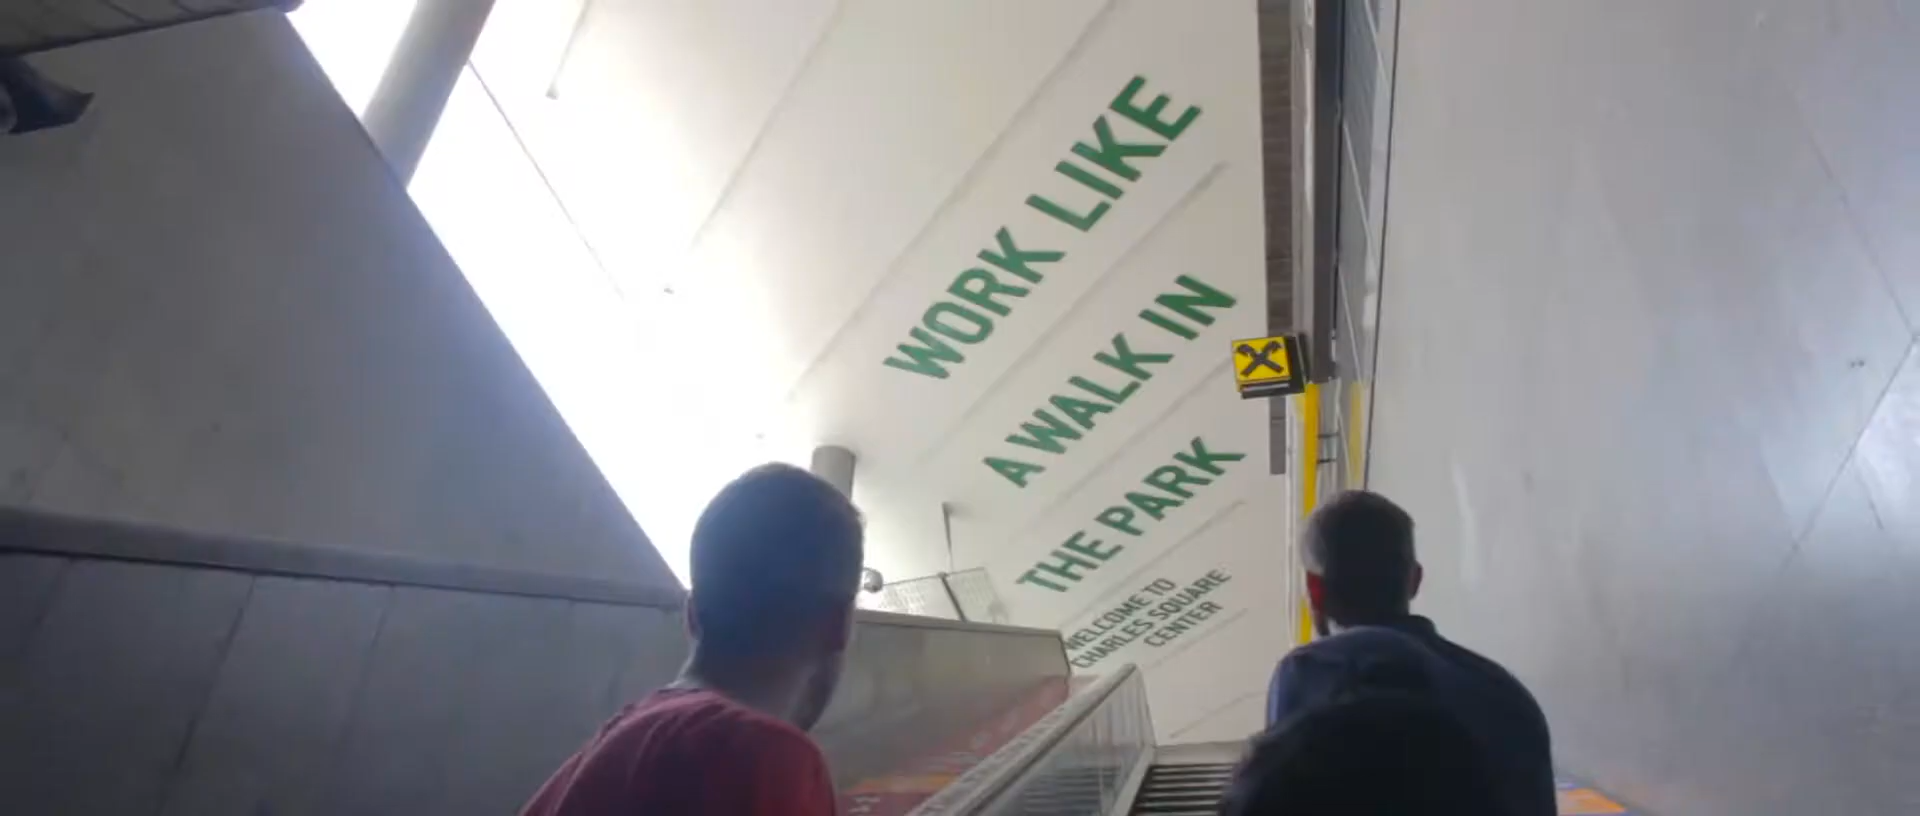 WORK LIKE
A WALK IN
THE PARK
WELCOME TO
CHARLES SQUARE
CENTER